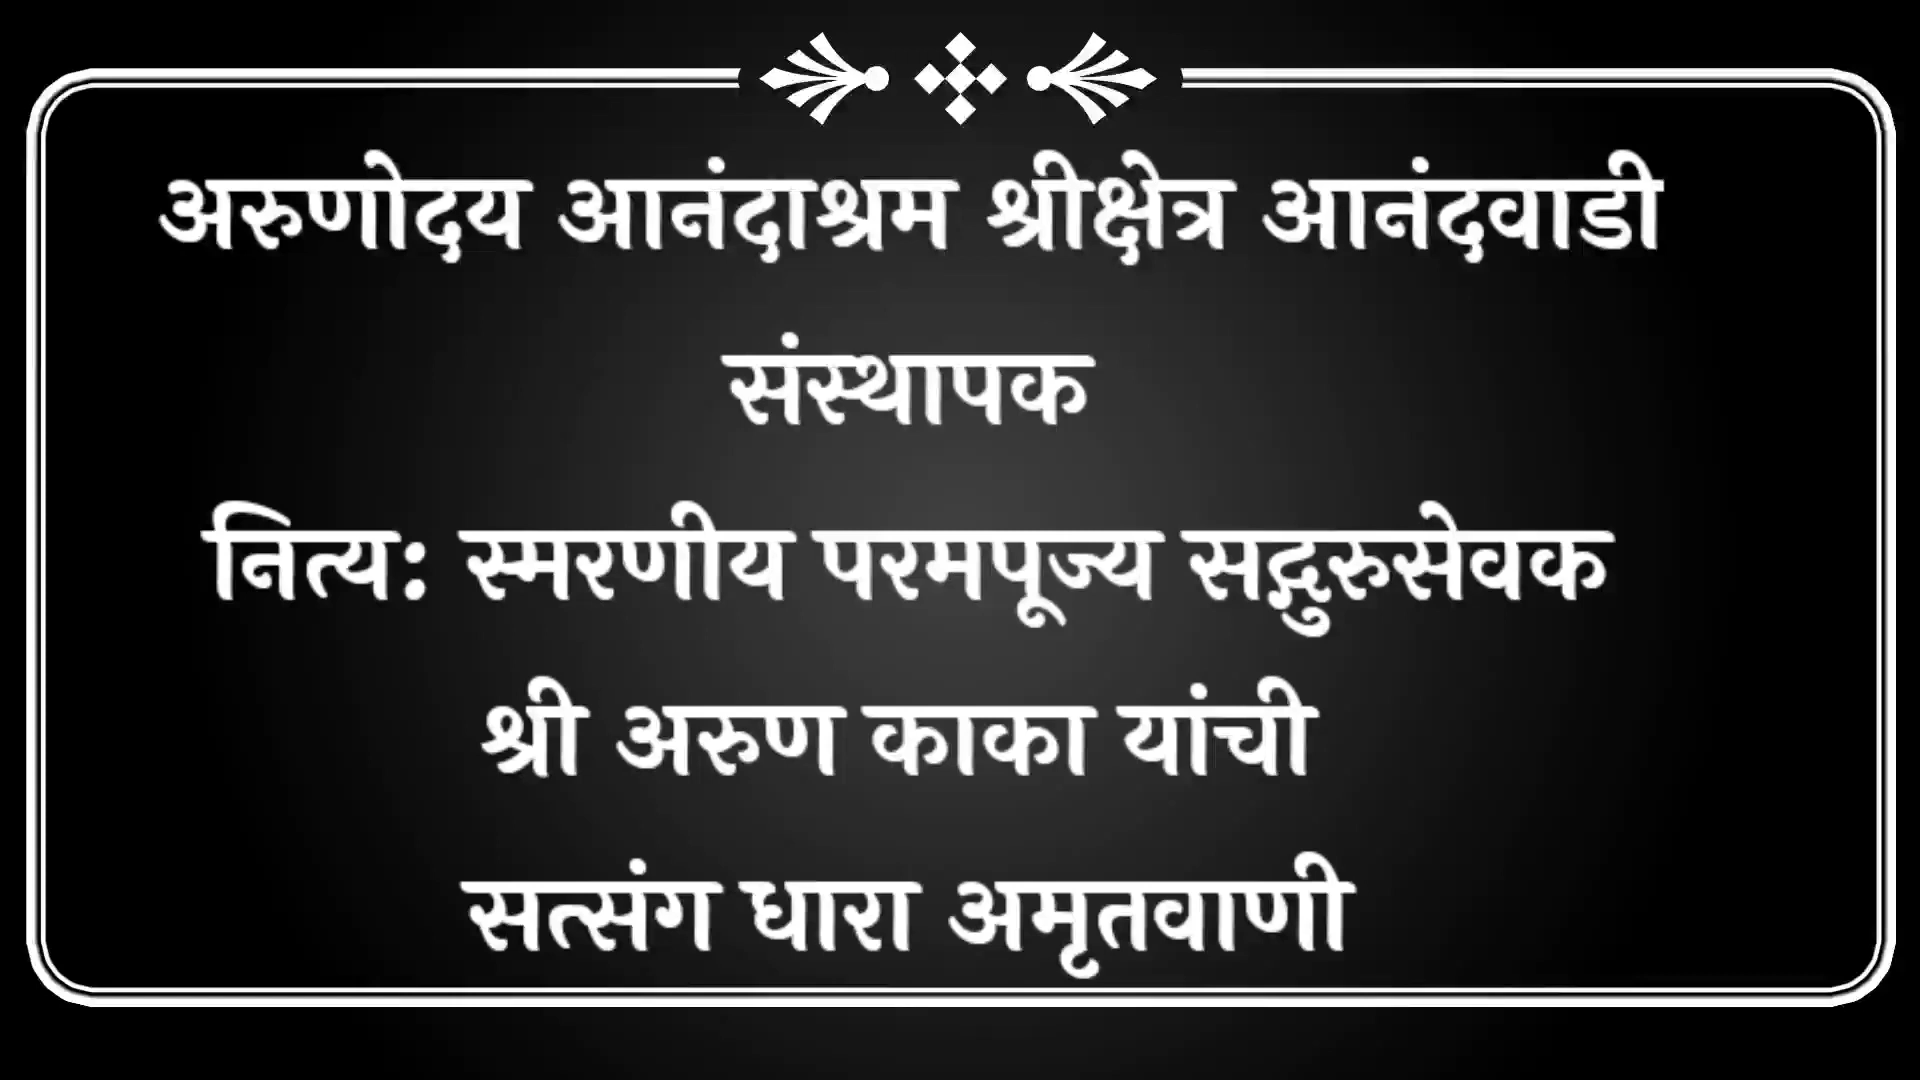 अरुणोदय आनंदाश्रम श्रीक्षेत्र आनंदवाडी
संस्थापक
नित्य: स्मरणीय परमपूज्य सद्गुरुसेवक
श्री अरुण काका यांची
सत्संग धारा अमृतवाणी